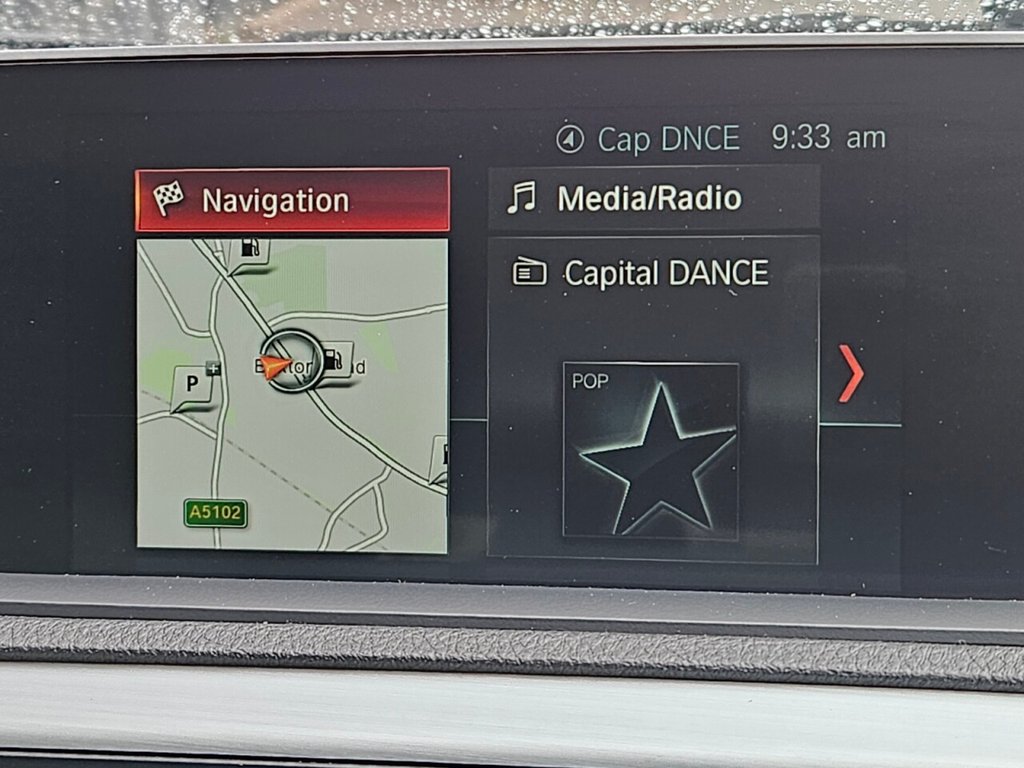 Cap DNCE 9:33 am
Navigation
Media/Radio
Capital DANCE
P
POP
A5102